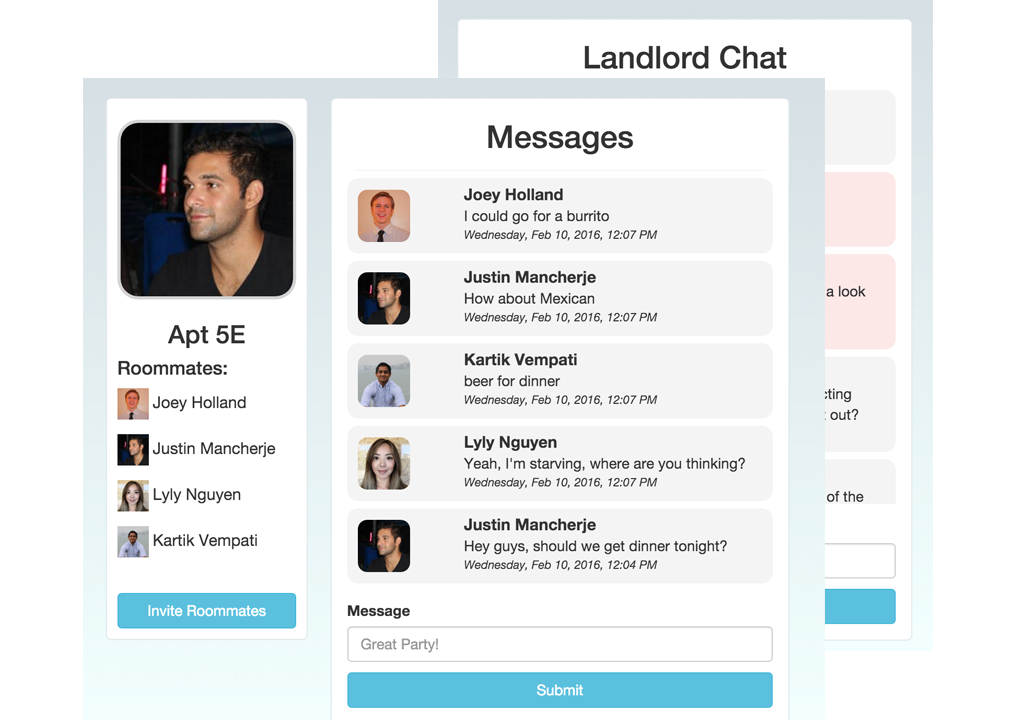 Landlord Chat
a look
cting
out?
of the
Apt 5E
Roommates:
Joey Holland
Justin Mancherje
Lyly Nguyen
Kartik Vempati
Invite Roommates
Messages
Joey Holland
I could go for a burrito
Wednesday, Feb 10, 2016, 12:07 PM
Justin Mancherje
How about Mexican
Wednesday, Feb 10, 2016, 12:07 PM
Kartik Vempati
beer for dinner
Wednesday, Feb 10, 2016, 12:07 PM
Lyly Nguyen
Yeah, I'm starving, where are you thinking?
Wednesday, Feb 10, 2016, 12:07 PM
Justin Mancherje
Hey guys, should we get dinner tonight?
Wednesday, Feb 10, 2016, 12:04 PM
Message
Great Party!
Submit